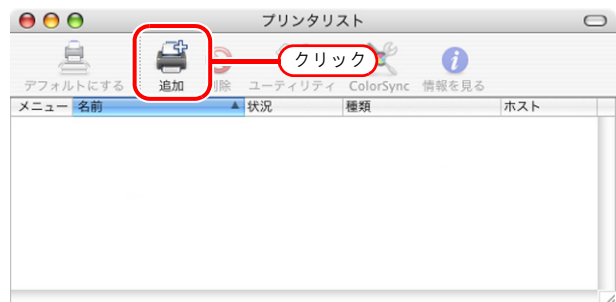 プリンタリスト
クリック
デフォルトにする 追加 削除 ユーティリティ ColorSync 情報を見る
メニュー 名前 状況 種類 ホスト